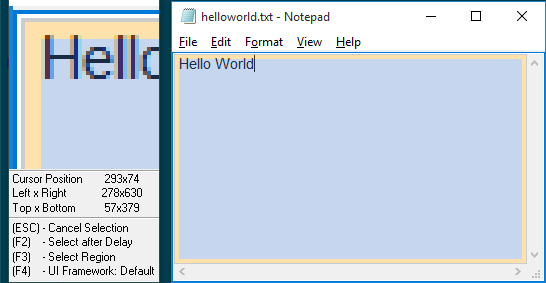 Hello
Cursor Position 293x74
Left x Right 278x630
Top x Bottom 57x379
(ESC) - Cancel Selection
(F2) - Select after Delay
(F3) - Select Region
(F4) - UI Framework: Default
helloworld.txt - Notepad
File Edit Format View Help
Hello World